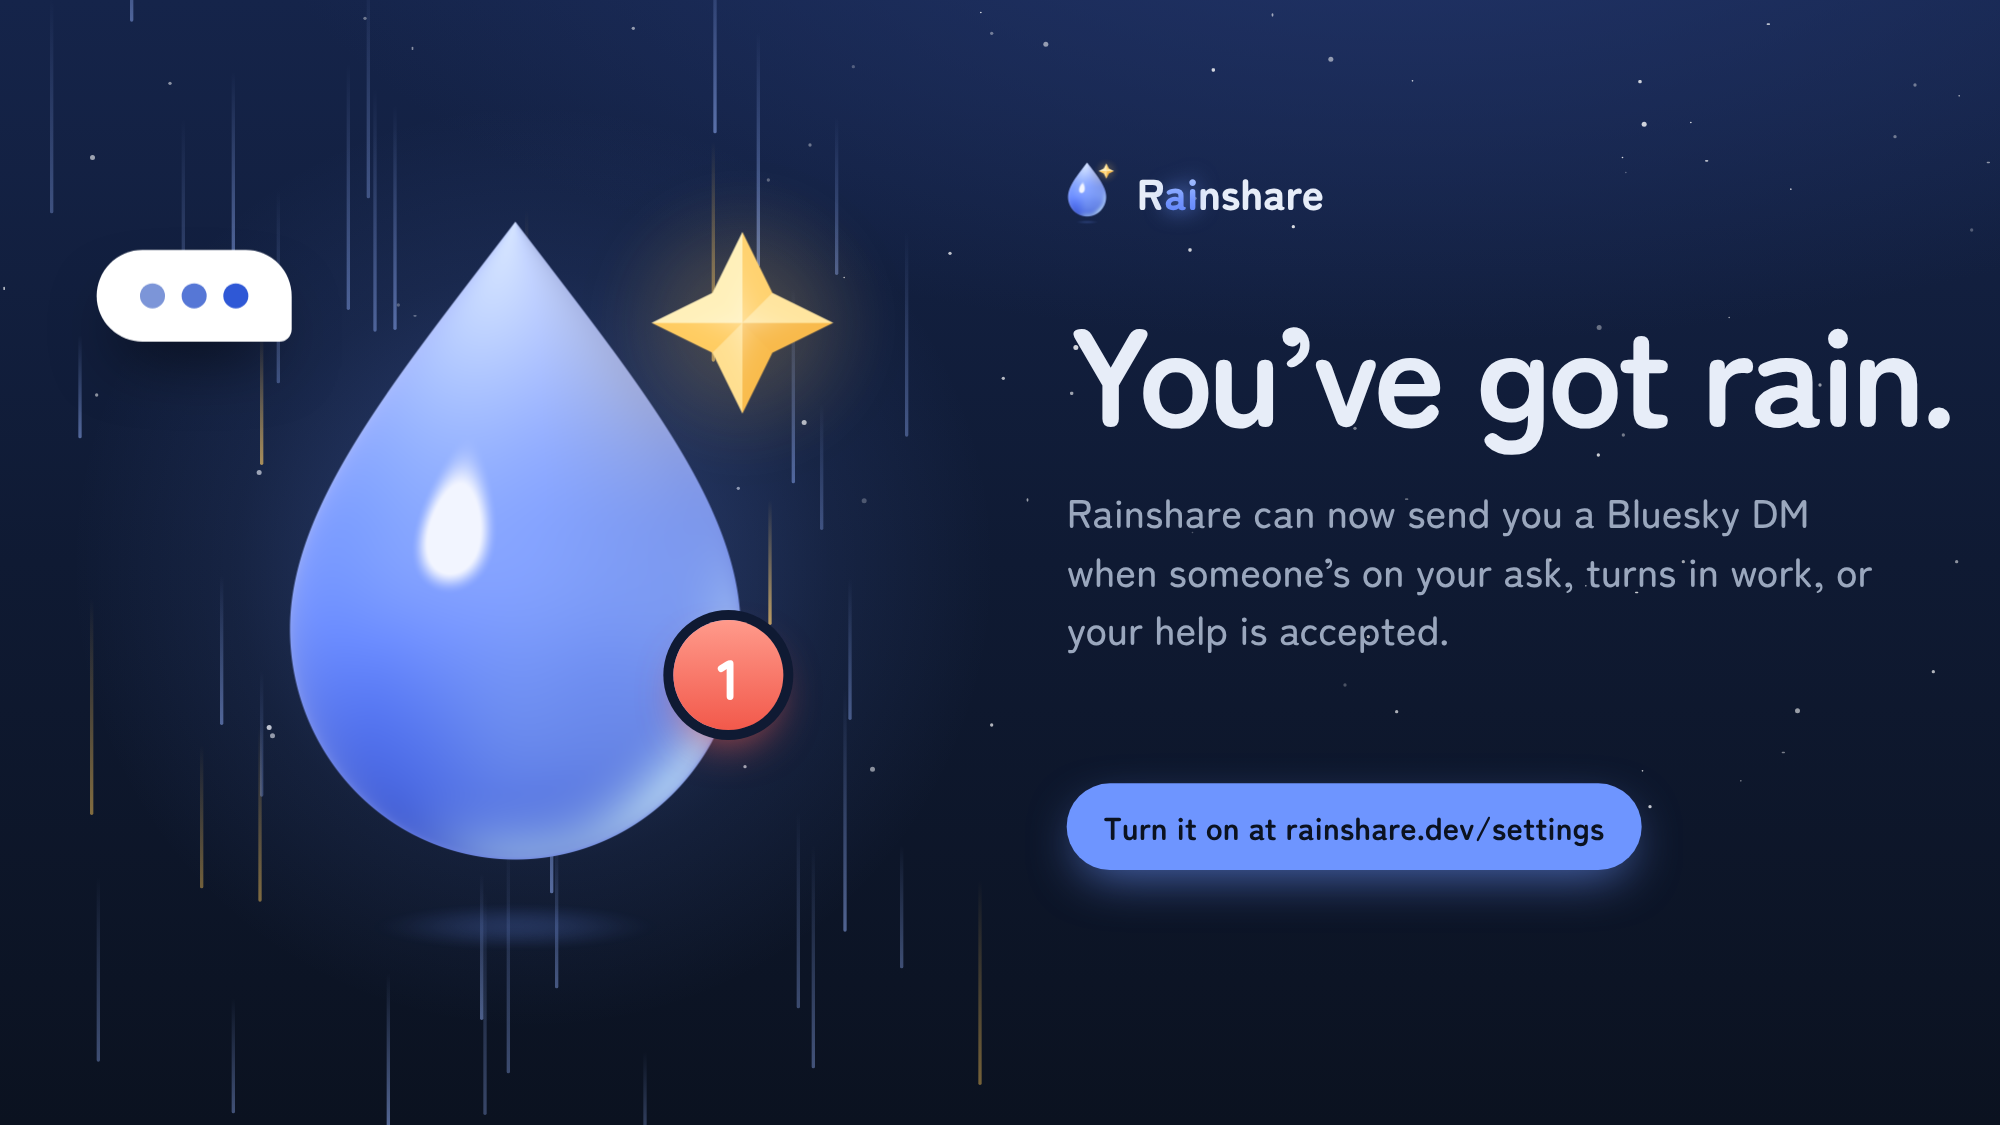 Rainshare
You’ve got rain.
Rainshare can now send you a Bluesky DM
when someone’s on your ask, turns in work, or
your help is accepted.
1
Turn it on at rainshare.dev/settings